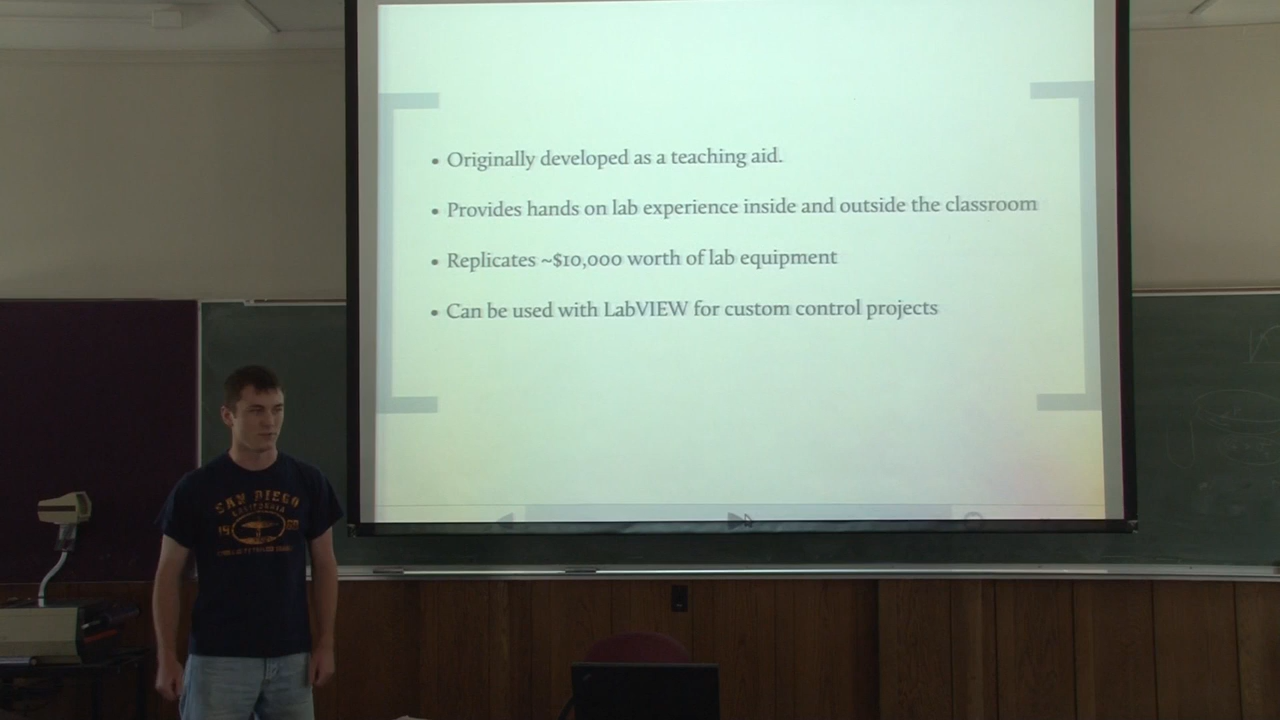 • Originally developed as a teaching aid.
• Provides hands on lab experience inside and outside the classroom
• Replicates ~$10,000 worth of lab equipment
• Can be used with LabVIEW for custom control projects
SAN DIEGO
CALIFORNIA
19